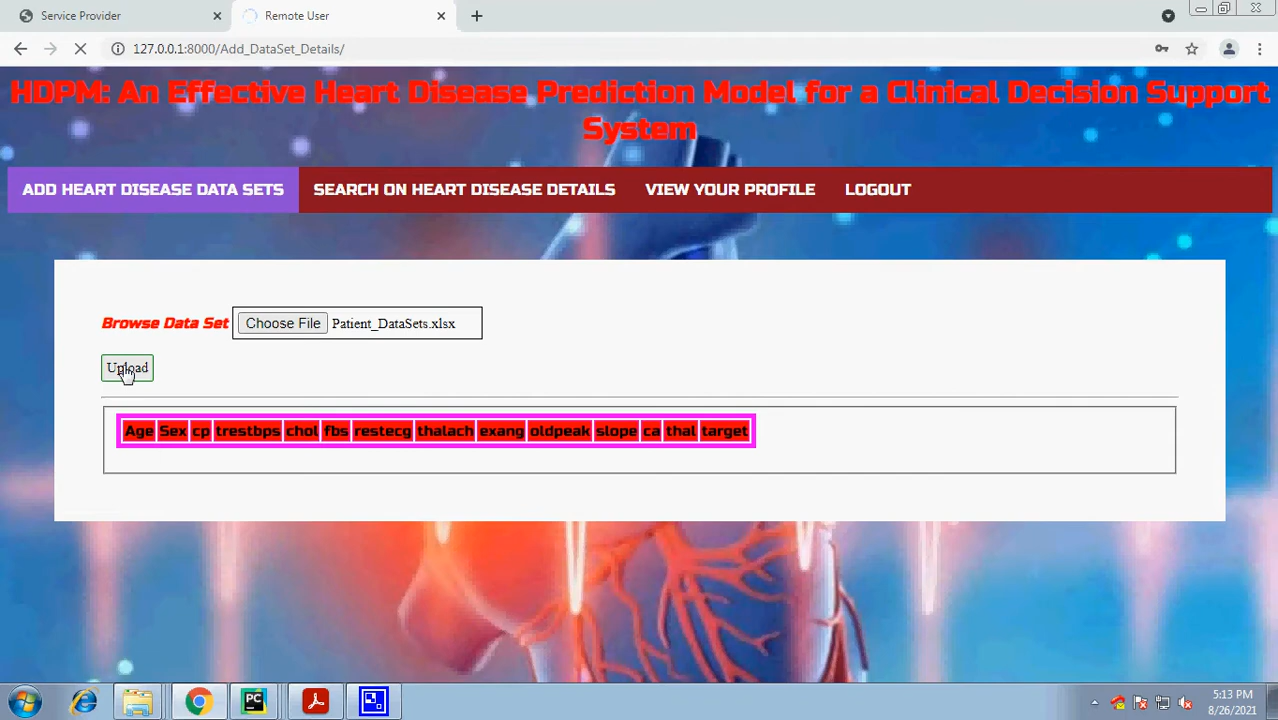 Service Provider
Remote User
127.0.0.1:8000/Add_DataSet_Details/
HDPM: An Effective Heart Disease Prediction Model for a Clinical Decision Support
System
ADD HEART DISEASE DATA SETS SEARCH ON HEART DISEASE DETAILS VIEW YOUR PROFILE LOGOUT
Browse Data Set Choose File Patient_DataSets.xlsx
Upload
Age Sex cp trestbps chol fbs restecg thalach exang oldpeak slope ca thal target
PC
5:13 PM
8/26/2021